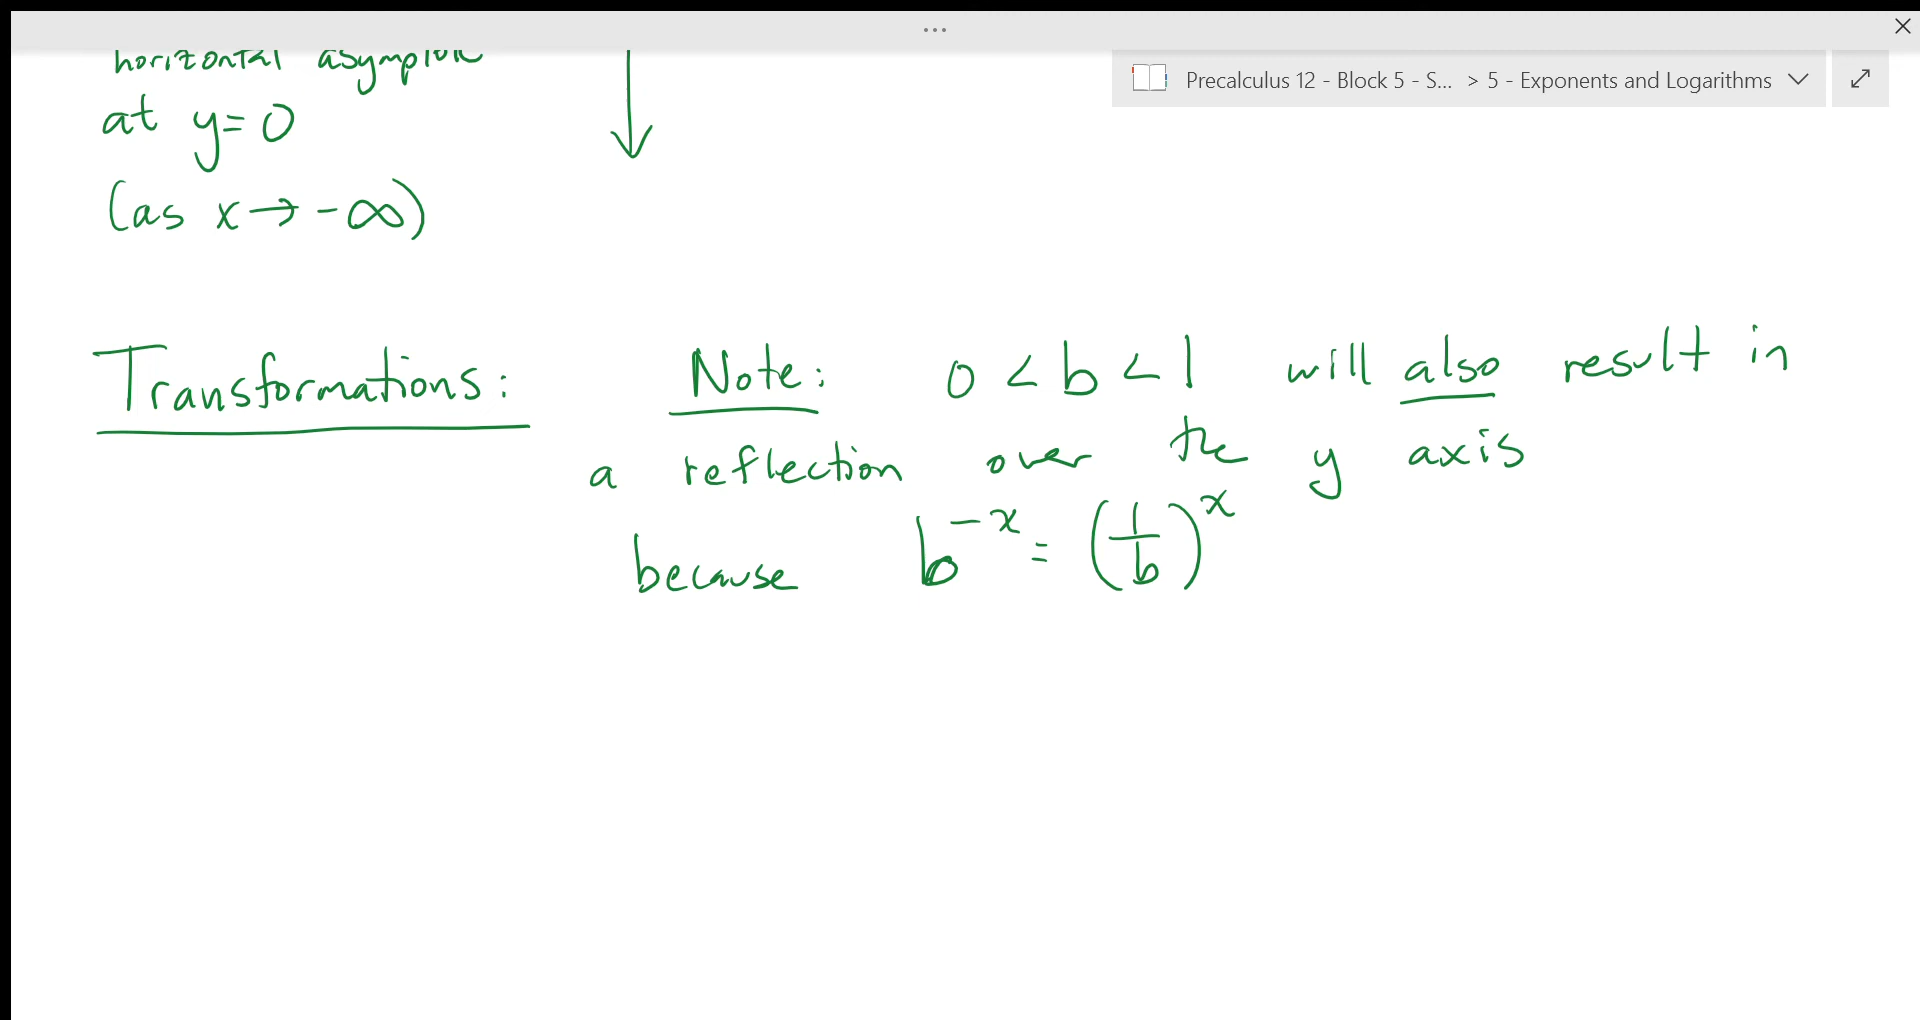 ...
horizontal asymptote
Precalculus 12 - Block 5 - S... > 5 - Exponents and Logarithms
at y=0
(as x→-∞)
Transformations: Note: 0 < b < 1 will also result in
a reflection over the y axis
because b^{-x} = (1/b)^x